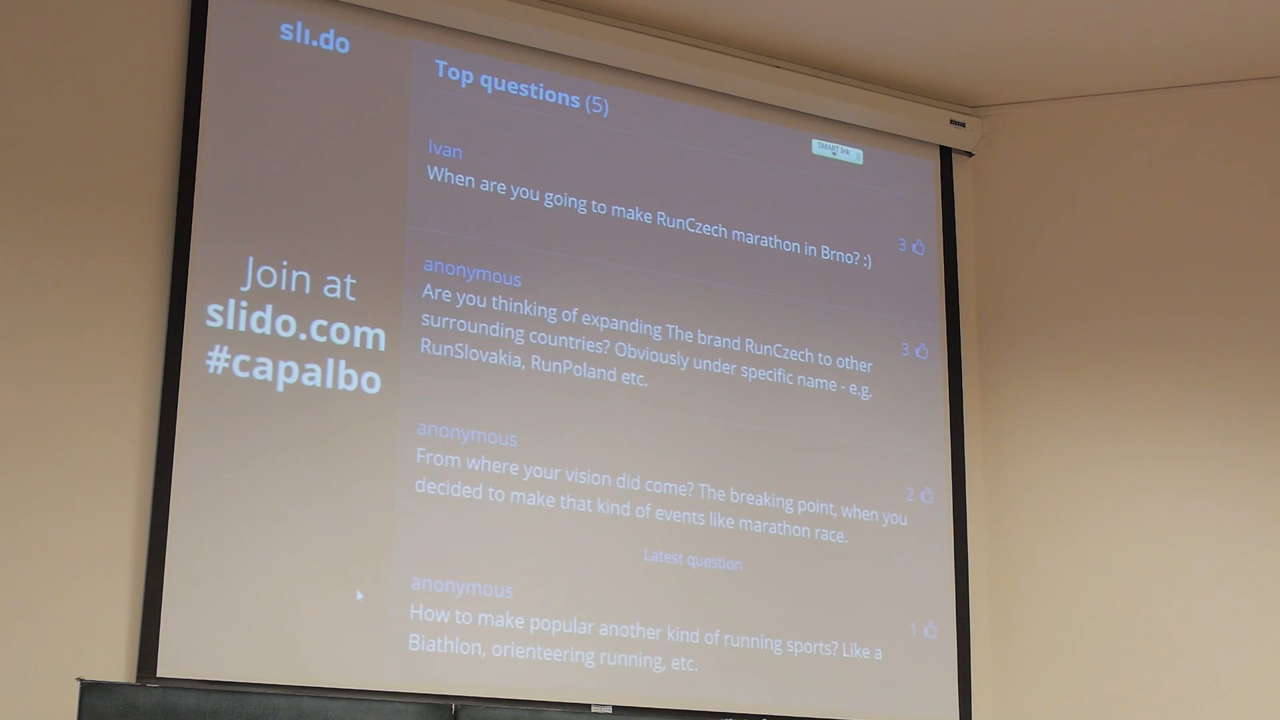 slı.do
Top questions (5)
SMART Ink
Ivan
When are you going to make RunCzech marathon in Brno? :)
3
anonymous
Are you thinking of expanding The brand RunCzech to other
surrounding countries? Obviously under specific name - e.g.
RunSlovakia, RunPoland etc.
3
Join at
slido.com
#capalbo
anonymous
From where your vision did come? The breaking point, when you
decided to make that kind of events like marathon race.
2
Latest question
anonymous
How to make popular another kind of running sports? Like a
Biathlon, orienteering running, etc.
1